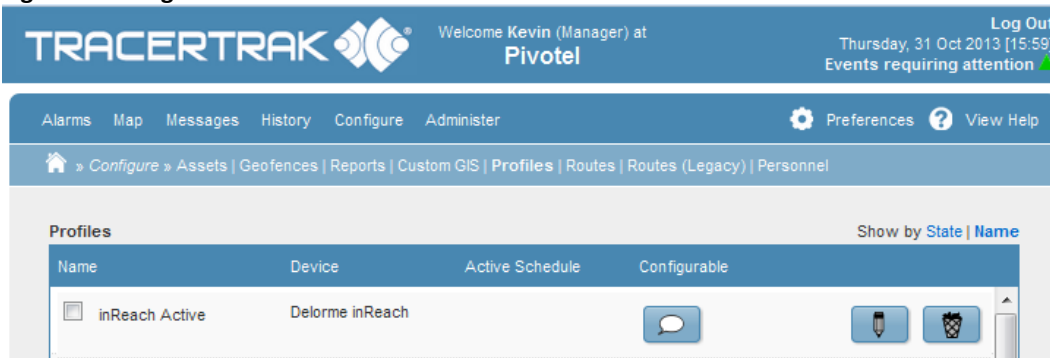 TRACERTRAK
Welcome Kevin (Manager) at
Pivotel
Log Out
Thursday, 31 Oct 2013 [15:59]
Events requiring attention
Alarms Map Messages History Configure Administer Preferences View Help
» Configure » Assets | Geofences | Reports | Custom GIS | Profiles | Routes | Routes (Legacy) | Personnel
Profiles Show by State | Name
Name Device Active Schedule Configurable
inReach Active Delorme inReach